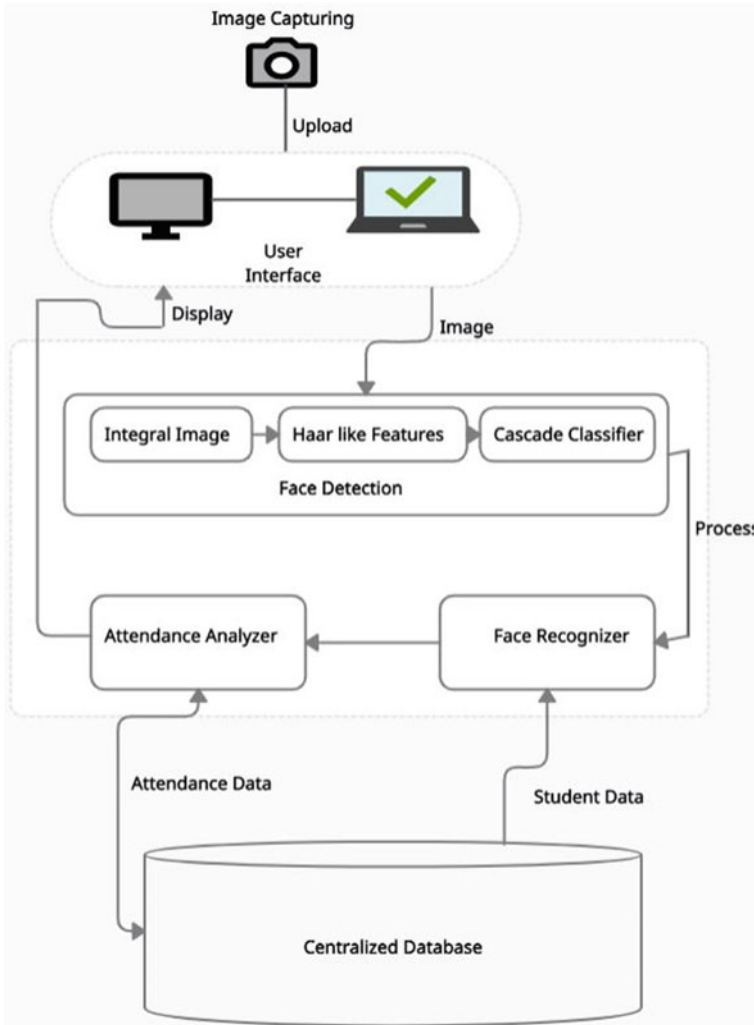 Image Capturing
Upload
User
Interface
Display
Image
Integral Image
Haar like Features
Cascade Classifier
Face Detection
Process
Attendance Analyzer
Face Recognizer
Attendance Data
Student Data
Centralized Database